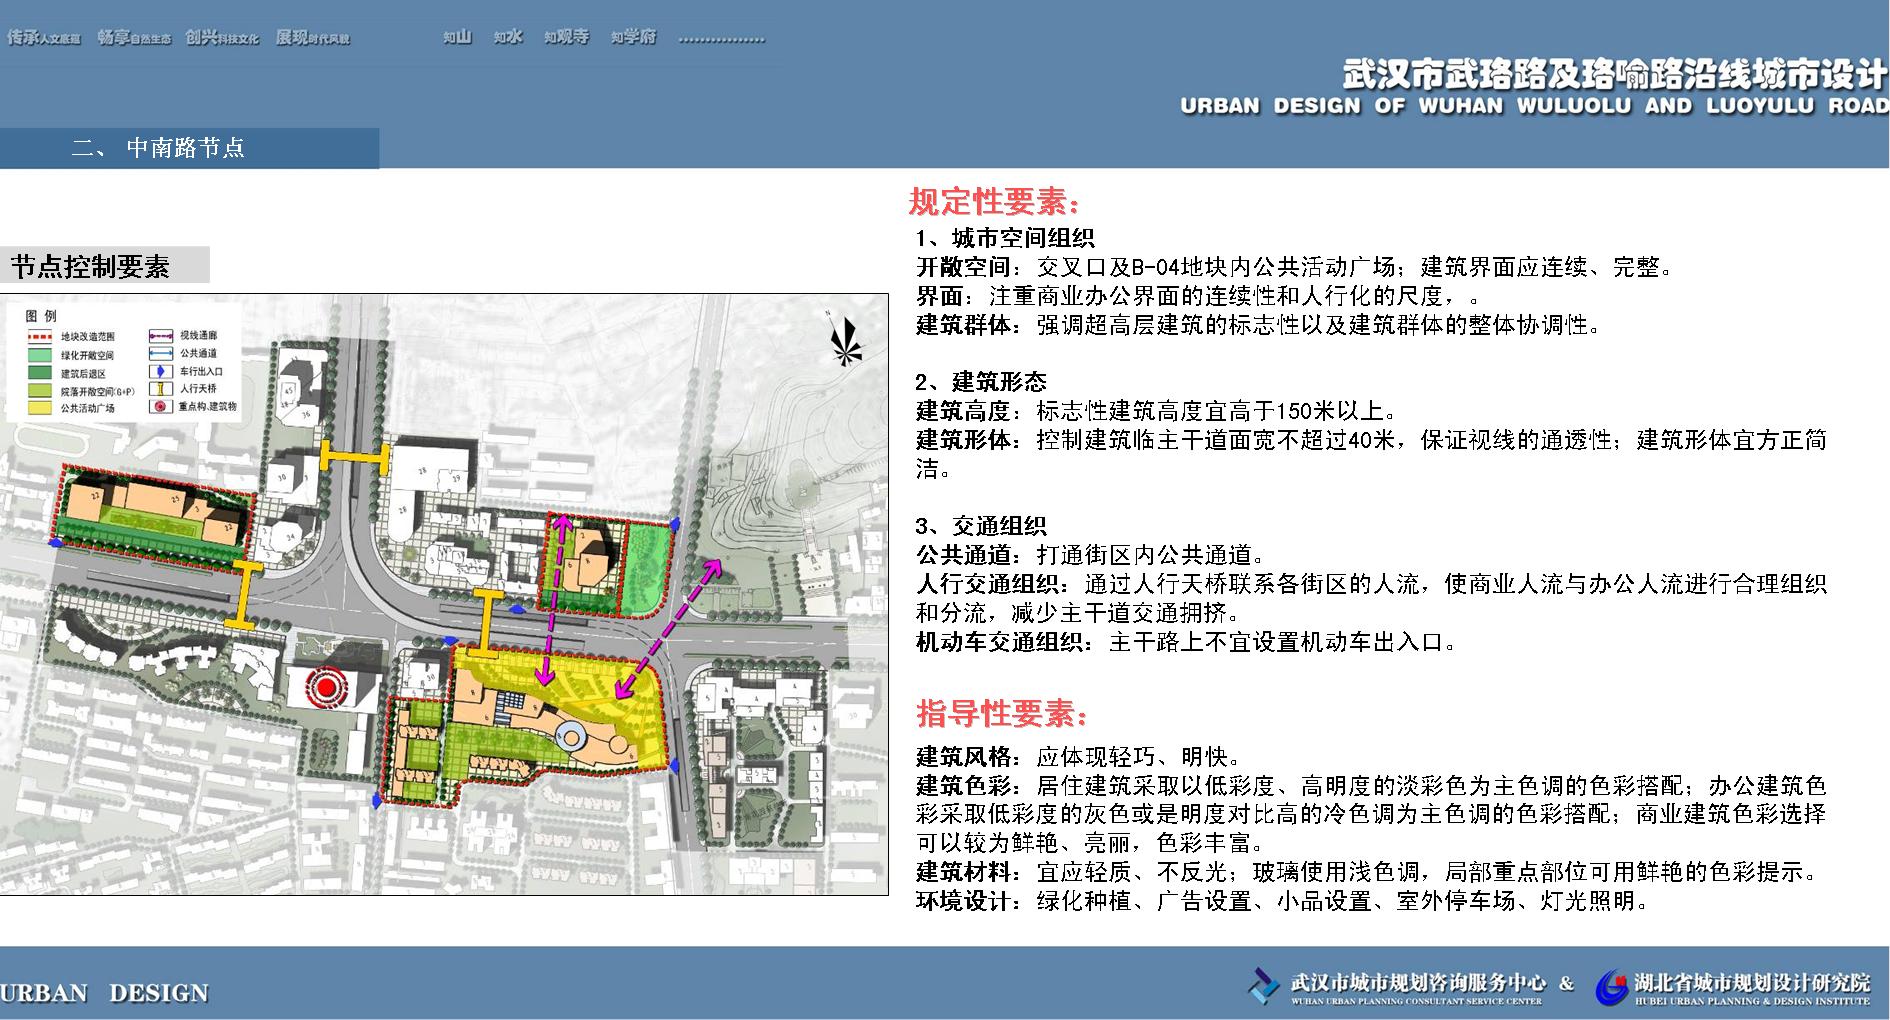 传承人文底蕴 畅享自然生态 创兴科技文化 展现时代风貌 知山 知水 知观寺 知学府 ................
武汉市武珞路及珞喻路沿线城市设计
URBAN DESIGN OF WUHAN WULUOLU AND LUOYULU ROAD
二、 中南路节点
节点控制要素
图 例
地块改造范围 视线通廊
绿化开敞空间 公共通道
建筑后退区 车行出入口
院落开敞空间(G+P) 人行天桥
公共活动广场 重点构、建筑物
N
规定性要素：
1、城市空间组织
开敞空间：交叉口及B-04地块内公共活动广场；建筑界面应连续、完整。
界面：注重商业办公界面的连续性和人行化的尺度，。
建筑群体：强调超高层建筑的标志性以及建筑群体的整体协调性。
2、建筑形态
建筑高度：标志性建筑高度宜高于150米以上。
建筑形体：控制建筑临主干道面宽不超过40米，保证视线的通透性；建筑形体宜方正简
洁。
3、交通组织
公共通道：打通街区内公共通道。
人行交通组织：通过人行天桥联系各街区的人流，使商业人流与办公人流进行合理组织
和分流，减少主干道交通拥挤。
机动车交通组织：主干路上不宜设置机动车出入口。
指导性要素：
建筑风格：应体现轻巧、明快。
建筑色彩：居住建筑采取以低彩度、高明度的淡彩色为主色调的色彩搭配；办公建筑色
彩采取低彩度的灰色或是明度对比高的冷色调为主色调的色彩搭配；商业建筑色彩选择
可以较为鲜艳、亮丽，色彩丰富。
建筑材料：宜应轻质、不反光；玻璃使用浅色调，局部重点部位可用鲜艳的色彩提示。
环境设计：绿化种植、广告设置、小品设置、室外停车场、灯光照明。
URBAN DESIGN
武汉市城市规划咨询服务中心 & 湖北省城市规划设计研究院
WUHAN URBAN PLANNING CONSULTANT SERVICE CENTER HUBEI URBAN PLANNING & DESIGN INSTITUTE